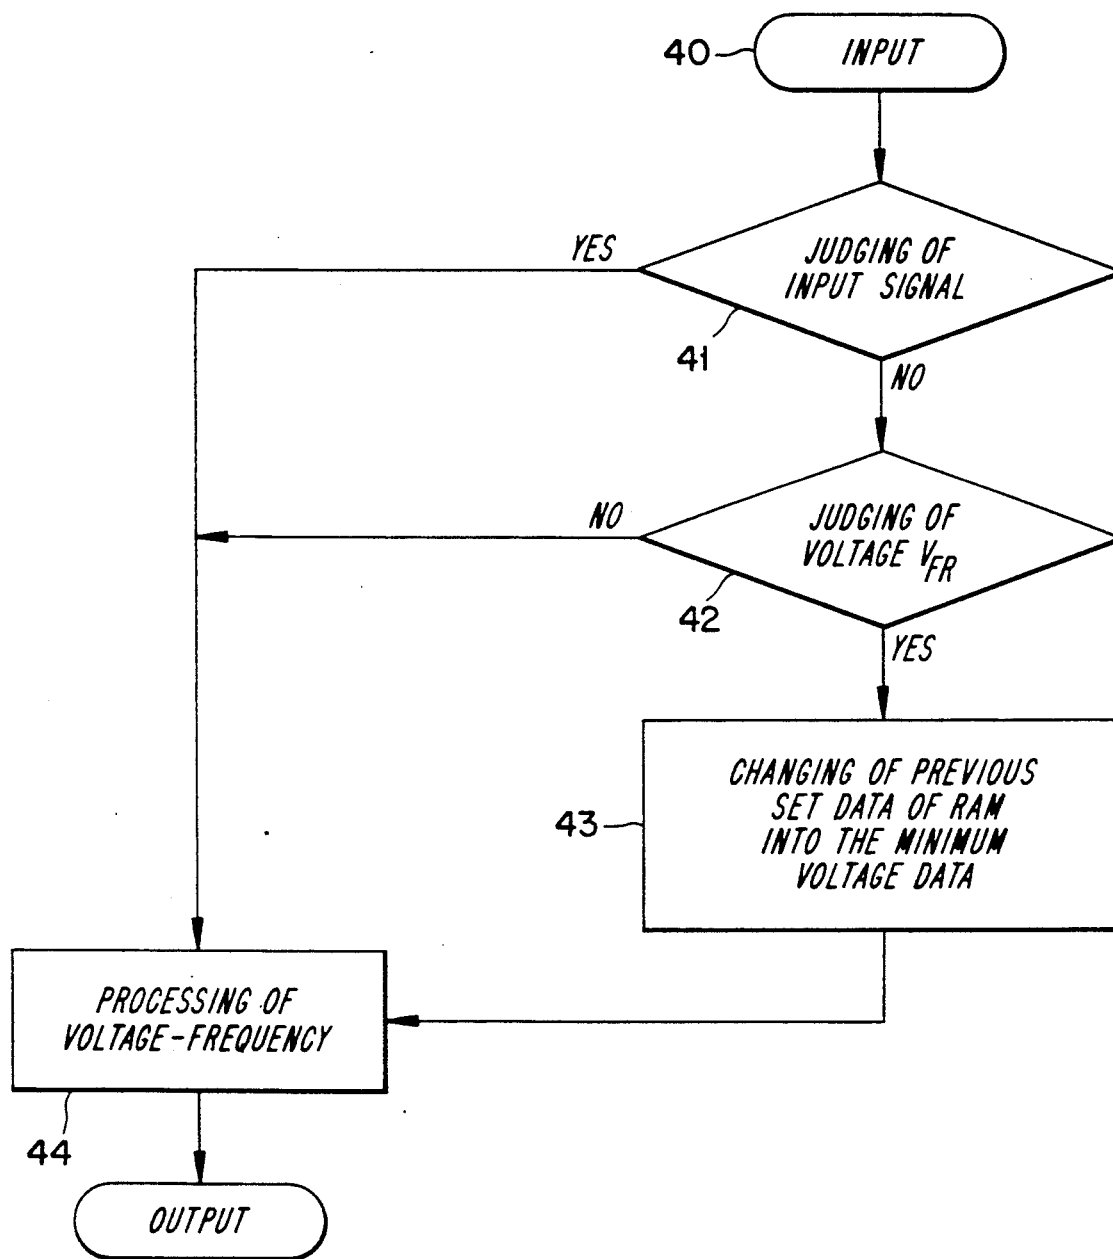 40
INPUT
YES
JUDGING OF
INPUT SIGNAL
41
NO
NO
JUDGING OF
VOLTAGE VFR
42
YES
43
CHANGING OF PREVIOUS
SET DATA OF RAM
INTO THE MINIMUM
VOLTAGE DATA
PROCESSING OF
VOLTAGE-FREQUENCY
44
OUTPUT